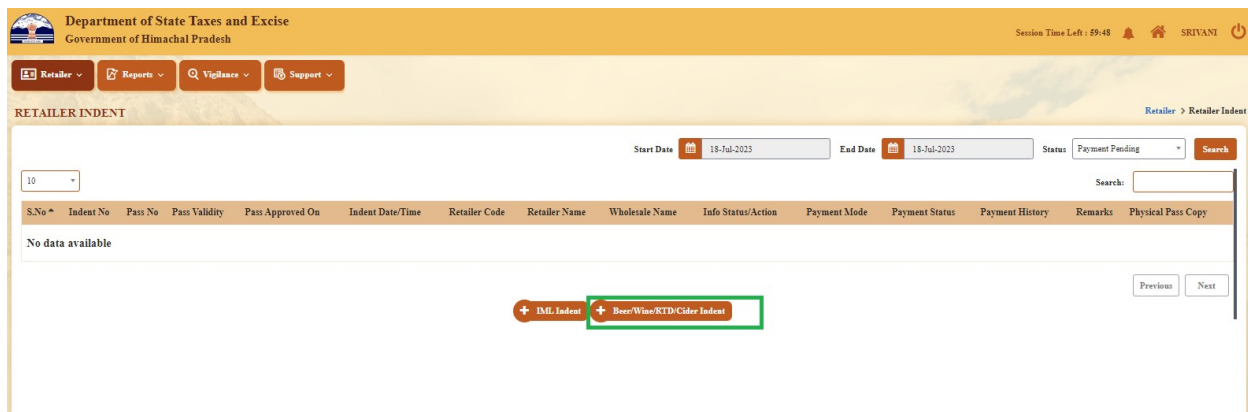 Department of State Taxes and Excise
Government of Himachal Pradesh
Session Time Left : 59:48
SRIVANI
Retailer
Reports
Vigilance
Support
RETAILER INDENT
Retailer > Retailer Indent
Start Date 18-Jul-2023 End Date 18-Jul-2023 Status Payment Pending Search
10
Search:
S.No Indent No Pass No Pass Validity Pass Approved On Indent Date/Time Retailer Code Retailer Name Wholesale Name Info Status/Action Payment Mode Payment Status Payment History Remarks Physical Pass Copy
No data available
Previous Next
+ IML Indent + Beer/Wine/RTD/Cider Indent